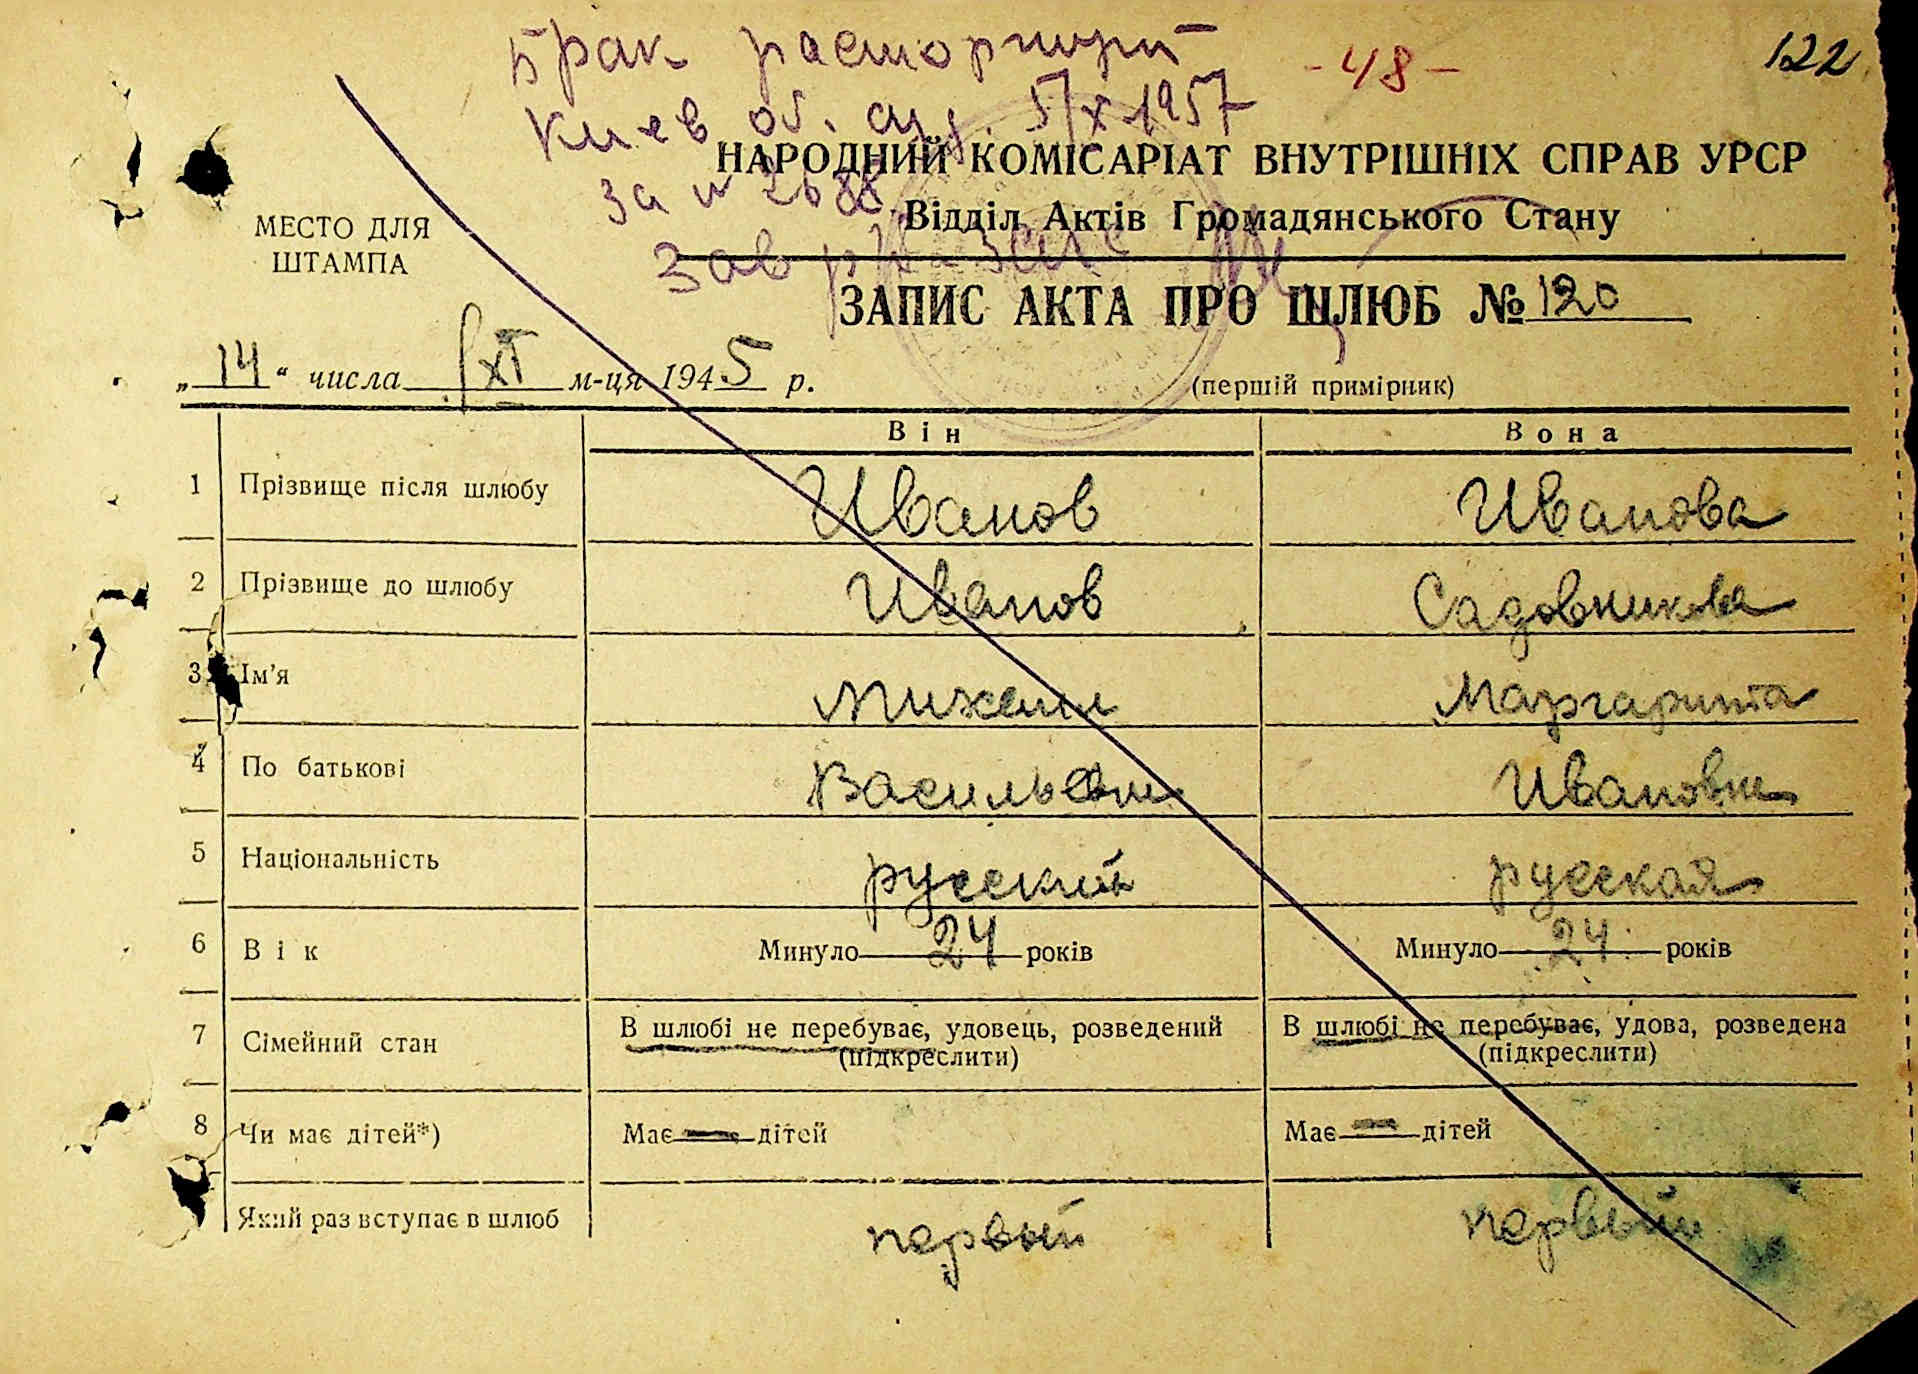 Брак расторгнут
-48-
122
Киев об. суд. 5/X-1957
НАРОДНИЙ КОМІСАРІАТ ВНУТРІШНІХ СПРАВ УРСР
за № 2688
Відділ Актів Громадянського Стану
МЕСТО ДЛЯ
ШТАМПА
Зав
ЗАПИС АКТА ПРО ШЛЮБ № 120
„14“ числа XI м-ця 1945 р.
(першій примірник)
Він Вона
1 Прізвище після шлюбу Иванов Иванова
2 Прізвище до шлюбу Иванов Садовникова
3 Ім'я Михаил Маргарита
4 По батькові Васильевич Ивановна
5 Національність русский русская
6 Вік Минуло 24 років Минуло 24 років
7 Сімейний стан В шлюбі не перебуває, удовець, розведений В шлюбі не перебуває, удова, розведена
(підкреслити) (підкреслити)
8 Чи має дітей*) Має — дітей Має — дітей
Який раз вступає в шлюб первый первый